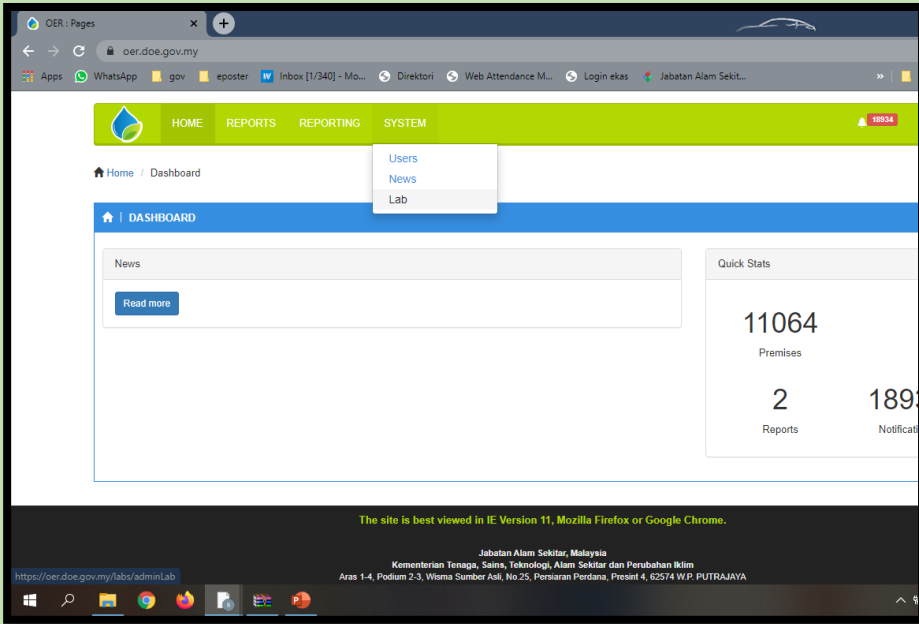 OER : Pages
oer.doe.gov.my
Apps WhatsApp gov eposter Inbox [1/340] - Mo... Direktori Web Attendance M... Login ekas Jabatan Alam Sekit... »
HOME REPORTS REPORTING SYSTEM 18934
Users
News
Lab
Home / Dashboard
| DASHBOARD
News
Read more
Quick Stats
11064
Premises
2
Reports
1893
Notificati
The site is best viewed in IE Version 11, Mozilla Firefox or Google Chrome.
Jabatan Alam Sekitar, Malaysia
Kementerian Tenaga, Sains, Teknologi, Alam Sekitar dan Perubahan Iklim
Aras 1-4, Podium 2-3, Wisma Sumber Asli, No.25, Persiaran Perdana, Presint 4, 62574 W.P. PUTRAJAYA
https://oer.doe.gov.my/labs/adminLab